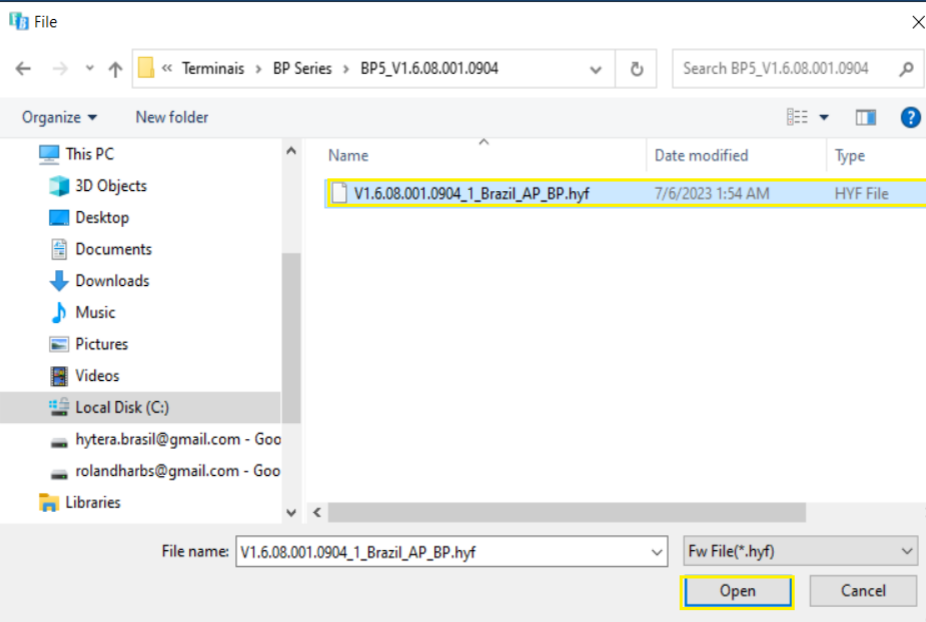 File
« Terminais › BP Series › BP5_V1.6.08.001.0904
Search BP5_V1.6.08.001.0904
Organize
New folder
This PC
3D Objects
Desktop
Documents
Downloads
Music
Pictures
Videos
Local Disk (C:)
hytera.brasil@gmail.com - Goo
rolandharbs@gmail.com - Goo
Libraries
Name Date modified Type
V1.6.08.001.0904_1_Brazil_AP_BP.hyf 7/6/2023 1:54 AM HYF File
File name: V1.6.08.001.0904_1_Brazil_AP_BP.hyf Fw File(*.hyf)
Open Cancel